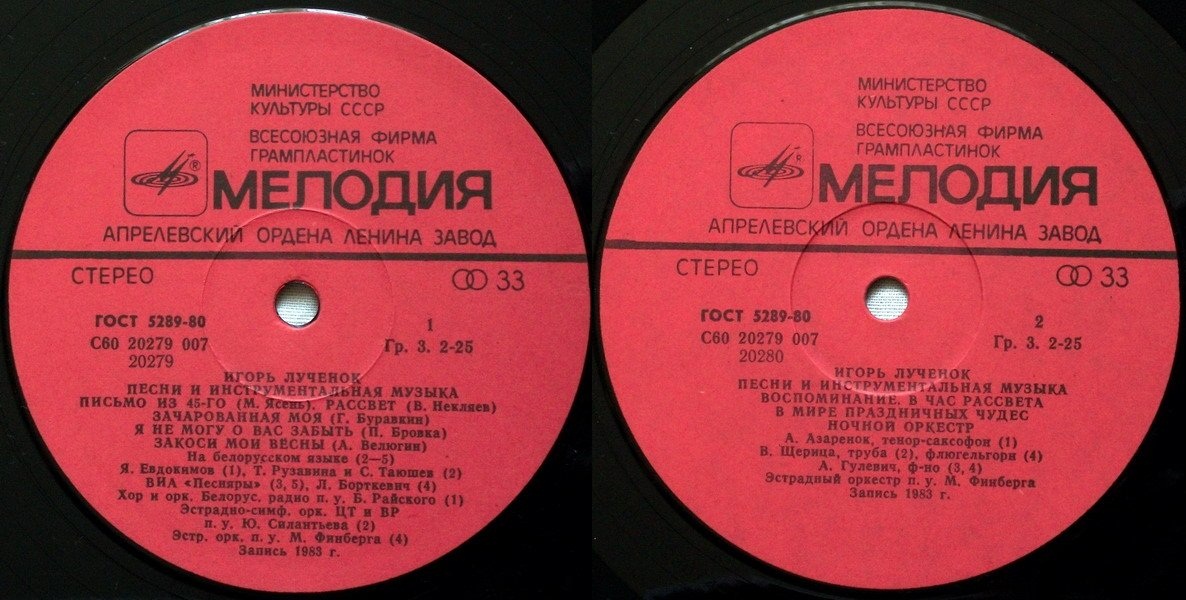 МИНИСТЕРСТВО
КУЛЬТУРЫ СССР
ВСЕСОЮЗНАЯ ФИРМА
ГРАМПЛАСТИНОК
®
МЕЛОДИЯ
АПРЕЛЕВСКИЙ ОРДЕНА ЛЕНИНА ЗАВОД
СТЕРЕО
33
ГОСТ 5289-80
1
С60 20279 007
Гр. 3. 2-25
20279
ИГОРЬ ЛУЧЕНОК
ПЕСНИ И ИНСТРУМЕНТАЛЬНАЯ МУЗЫКА
ПИСЬМО ИЗ 45-ГО (М. Ясень). РАССВЕТ (В. Некляев)
ЗАЧАРОВАННАЯ МОЯ (Г. Буравкин)
Я НЕ МОГУ О ВАС ЗАБЫТЬ (П. Бровка)
ЗАКОСИ МОИ ВЕСНЫ (А. Велюгин)
На белорусском языке (2—5)
Я. Евдокимов (1), Т. Рузавина и С. Таюшев (2)
ВИА «Песняры» (3, 5), Л. Борткевич (4)
Хор и орк. Белорус. радио п. у. Б. Райского (1)
Эстрадно-симф. орк. ЦТ и ВР
п. у. Ю. Силантьева (2)
Эстр. орк. п. у. М. Финберга (4)
Запись 1983 г.
МИНИСТЕРСТВО
КУЛЬТУРЫ СССР
ВСЕСОЮЗНАЯ ФИРМА
ГРАМПЛАСТИНОК
®
МЕЛОДИЯ
АПРЕЛЕВСКИЙ ОРДЕНА ЛЕНИНА ЗАВОД
СТЕРЕО
33
ГОСТ 5289-80
2
С60 20279 007
Гр. 3. 2-25
20280
ИГОРЬ ЛУЧЕНОК
ПЕСНИ И ИНСТРУМЕНТАЛЬНАЯ МУЗЫКА
ВОСПОМИНАНИЕ. В ЧАС РАССВЕТА
В МИРЕ ПРАЗДНИЧНЫХ ЧУДЕС
НОЧНОЙ ОРКЕСТР
А. Азаренок, тенор-саксофон (1)
В. Щерица, труба (2), флюгельгорн (4)
А. Гулевич, ф-но (3, 4)
Эстрадный оркестр п. у. М. Финберга
Запись 1983 г.